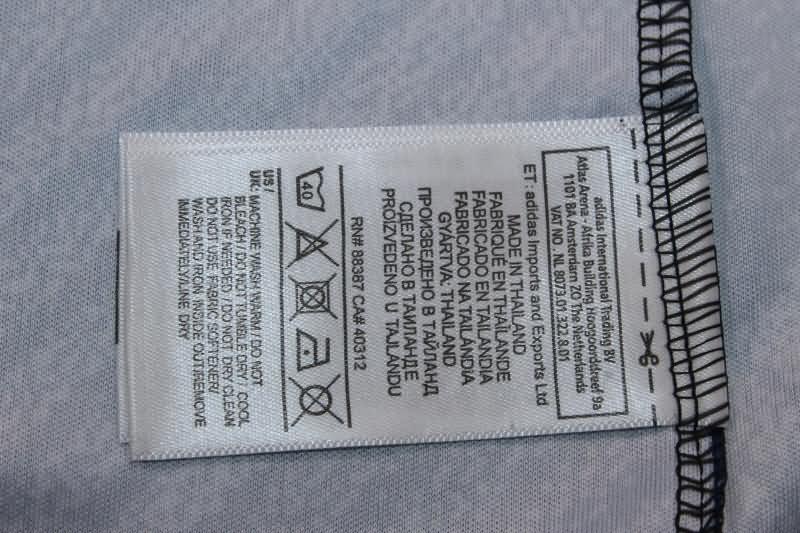 adidas International Trading BV
Atlas Arena - Afrika Building Hoogoorddreef 9a
1101 BA Amsterdam ZO The Netherlands
VAT NO. NL 8073.01.322.B.01
ET: adidas Imports and Exports Ltd
MADE IN THAILAND
FABRIQUÉ EN THAÏLANDE
FABRICADO EN TAILANDIA
FABRICADO NA TAILÂNDIA
GYÁRTVA: THAILAND
ПРОИЗВЕДЕНО В ТАЙЛАНД
СДЕЛАНО В ТАИЛАНДЕ
PROIZVEDENO U TAJLANDU
RN# 88387 CA# 40312
40
US /
UK: MACHINE WASH WARM / DO NOT
BLEACH / DO NOT TUMBLE DRY / COOL
IRON IF NEEDED / DO NOT DRY CLEAN
DO NOT USE FABRIC SOFTENER/
WASH AND IRON INSIDE OUT/REMOVE
IMMEDIATELY/LINE DRY